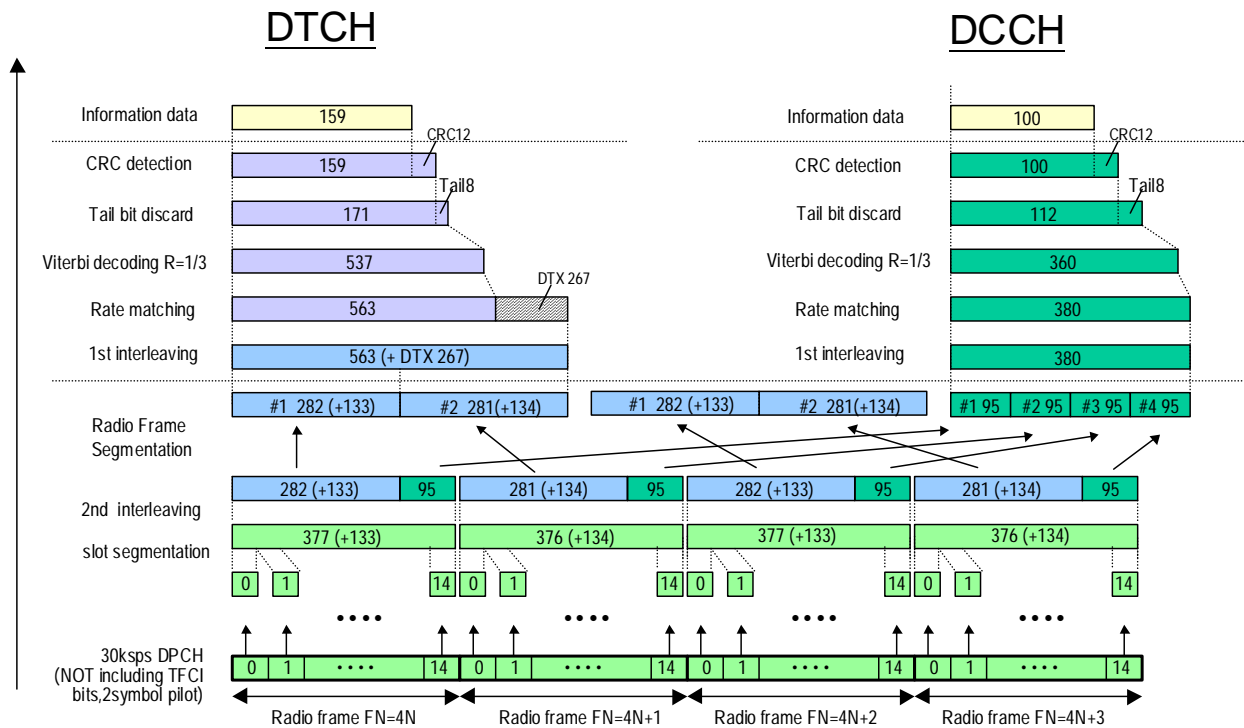 DTCH DCCH
Information data 159 Information data 100
CRC12 CRC12
CRC detection 159 CRC detection 100
Tail8 Tail8
Tail bit discard 171 Tail bit discard 112
Viterbi decoding R=1/3 537 Viterbi decoding R=1/3 360
DTX 267
Rate matching 563 Rate matching 380
1st interleaving 563 (+ DTX 267) 1st interleaving 380
#1 282 (+133) #2 281(+134) #1 282 (+133) #2 281(+134) #1 95 #2 95 #3 95 #4 95
Radio Frame
Segmentation
282 (+133) 95 281 (+134) 95 282 (+133) 95 281 (+134) 95
2nd interleaving
377 (+133) 376 (+134) 377 (+133) 376 (+134)
slot segmentation
0 1 14 0 1 14 0 1 14 0 1 14
•••• •••• •••• ••••
30ksps DPCH
(NOT including TFCI
bits,2symbol pilot)
0 1 •••• 14 0 1 •••• 14 0 1 •••• 14 0 1 •••• 14
Radio frame FN=4N Radio frame FN=4N+1 Radio frame FN=4N+2 Radio frame FN=4N+3